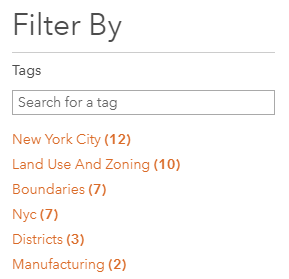 Filter By
Tags
Search for a tag
New York City (12)
Land Use And Zoning (10)
Boundaries (7)
Nyc (7)
Districts (3)
Manufacturing (2)